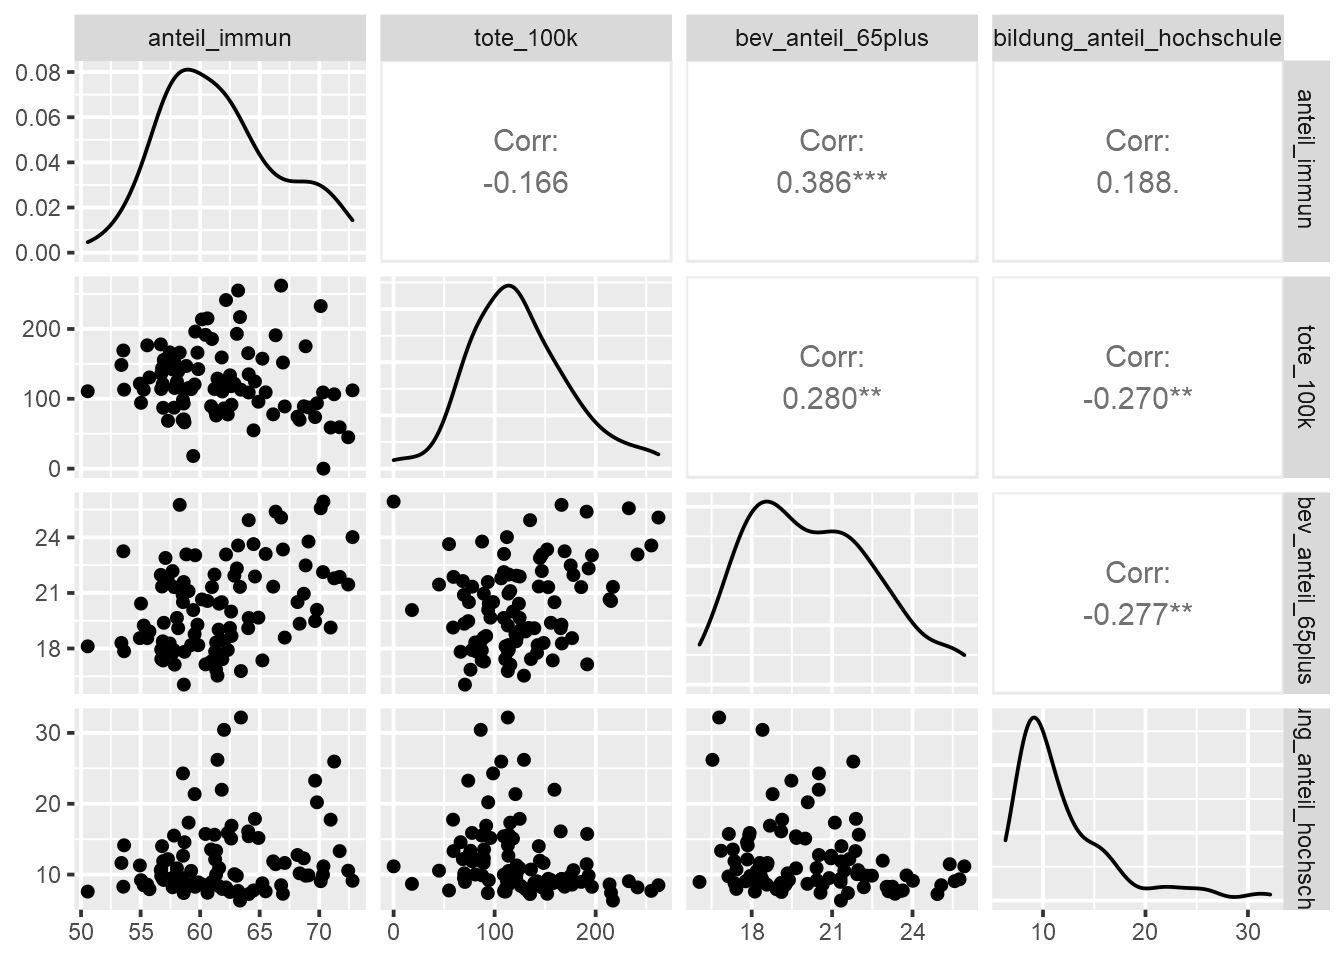 anteil_immun
tote_100k
bev_anteil_65plus
bildung_anteil_hochschule
0.08
0.06
0.04
0.02
0.00
Corr:
-0.166
Corr:
0.386***
Corr:
0.188.
anteil_immun
200
100
0
Corr:
0.280**
Corr:
-0.270**
tote_100k
24
21
18
Corr:
-0.277**
bev_anteil_65plus
30
20
10
ung_anteil_hochsch
50 55 60 65 70
0 100 200
18 21 24
10 20 30